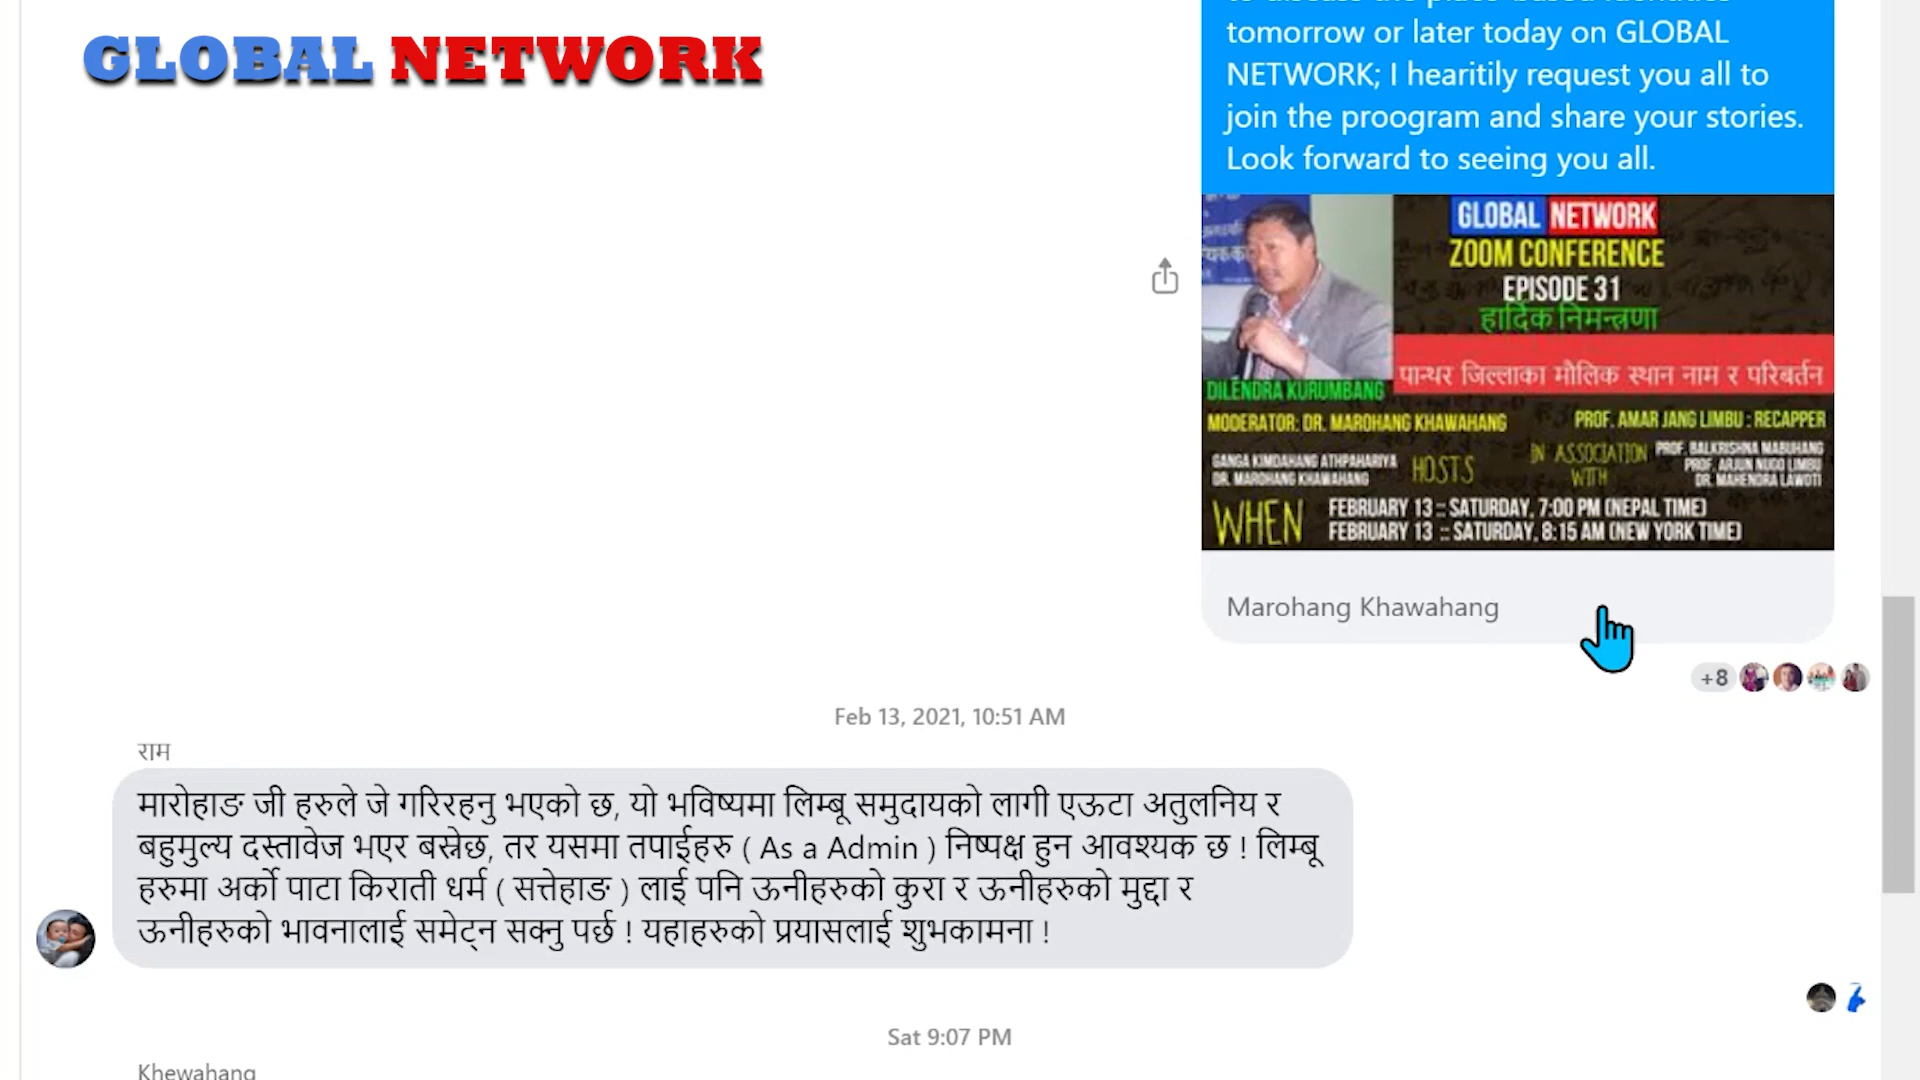 GLOBAL NETWORK
tomorrow or later today on GLOBAL
NETWORK; I hearitily request you all to
join the proogram and share your stories.
Look forward to seeing you all.
GLOBAL NETWORK
ZOOM CONFERENCE
EPISODE 31
हार्दिक निमन्त्रणा
पान्थर जिल्लाका मौलिक स्थान नाम र परिबर्तन
DILENDRA KURUMBANG
MODERATOR: DR. MAROHANG KHAWAHANG
PROF. AMAR JANG LIMBU : RECAPPER
GANGA KIMDAHANG ATHPAHARIYA
DR. MAROHANG KHAWAHANG
HOSTS
IN ASSOCIATION
WITH
PROF. BALKRISHNA MABUHANG
PROF. ARJUN NUGO LIMBU
DR. MAHENDRA LAWOTI
WHEN
FEBRUARY 13 :: SATURDAY, 7:00 PM (NEPAL TIME)
FEBRUARY 13 :: SATURDAY, 8:15 AM (NEW YORK TIME)
Marohang Khawahang
+8
Feb 13, 2021, 10:51 AM
राम
मारोहाङ जी हरुले जे गरिरहनु भएको छ, यो भविष्यमा लिम्बू समुदायको लागी एऊटा अतुलनिय र
बहुमुल्य दस्तावेज भएर बस्नेछ, तर यसमा तपाईहरु ( As a Admin ) निष्पक्ष हुन आवश्यक छ ! लिम्बू
हरुमा अर्को पाटा किराती धर्म ( सत्तेहाङ ) लाई पनि ऊनीहरुको कुरा र ऊनीहरुको मुद्दा र
ऊनीहरुको भावनालाई समेट्न सक्नु पर्छ ! यहाहरुको प्रयासलाई शुभकामना !
Sat 9:07 PM
Khewahang